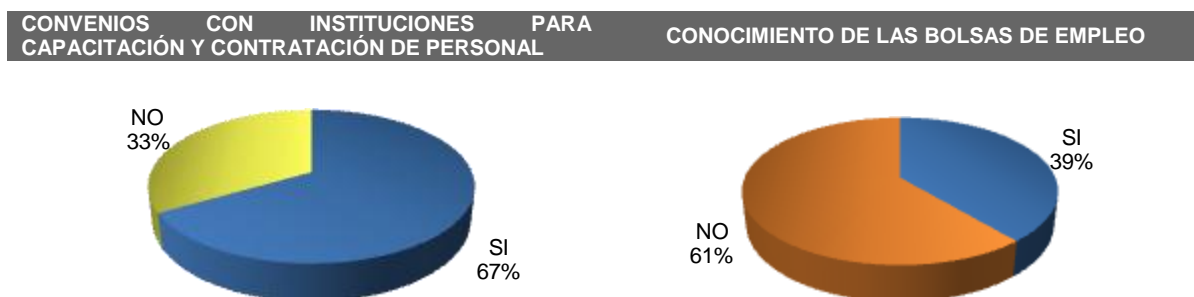 CONVENIOS CON INSTITUCIONES PARA
CAPACITACIÓN Y CONTRATACIÓN DE PERSONAL
CONOCIMIENTO DE LAS BOLSAS DE EMPLEO
NO
33%
SI
67%
SI
39%
NO
61%